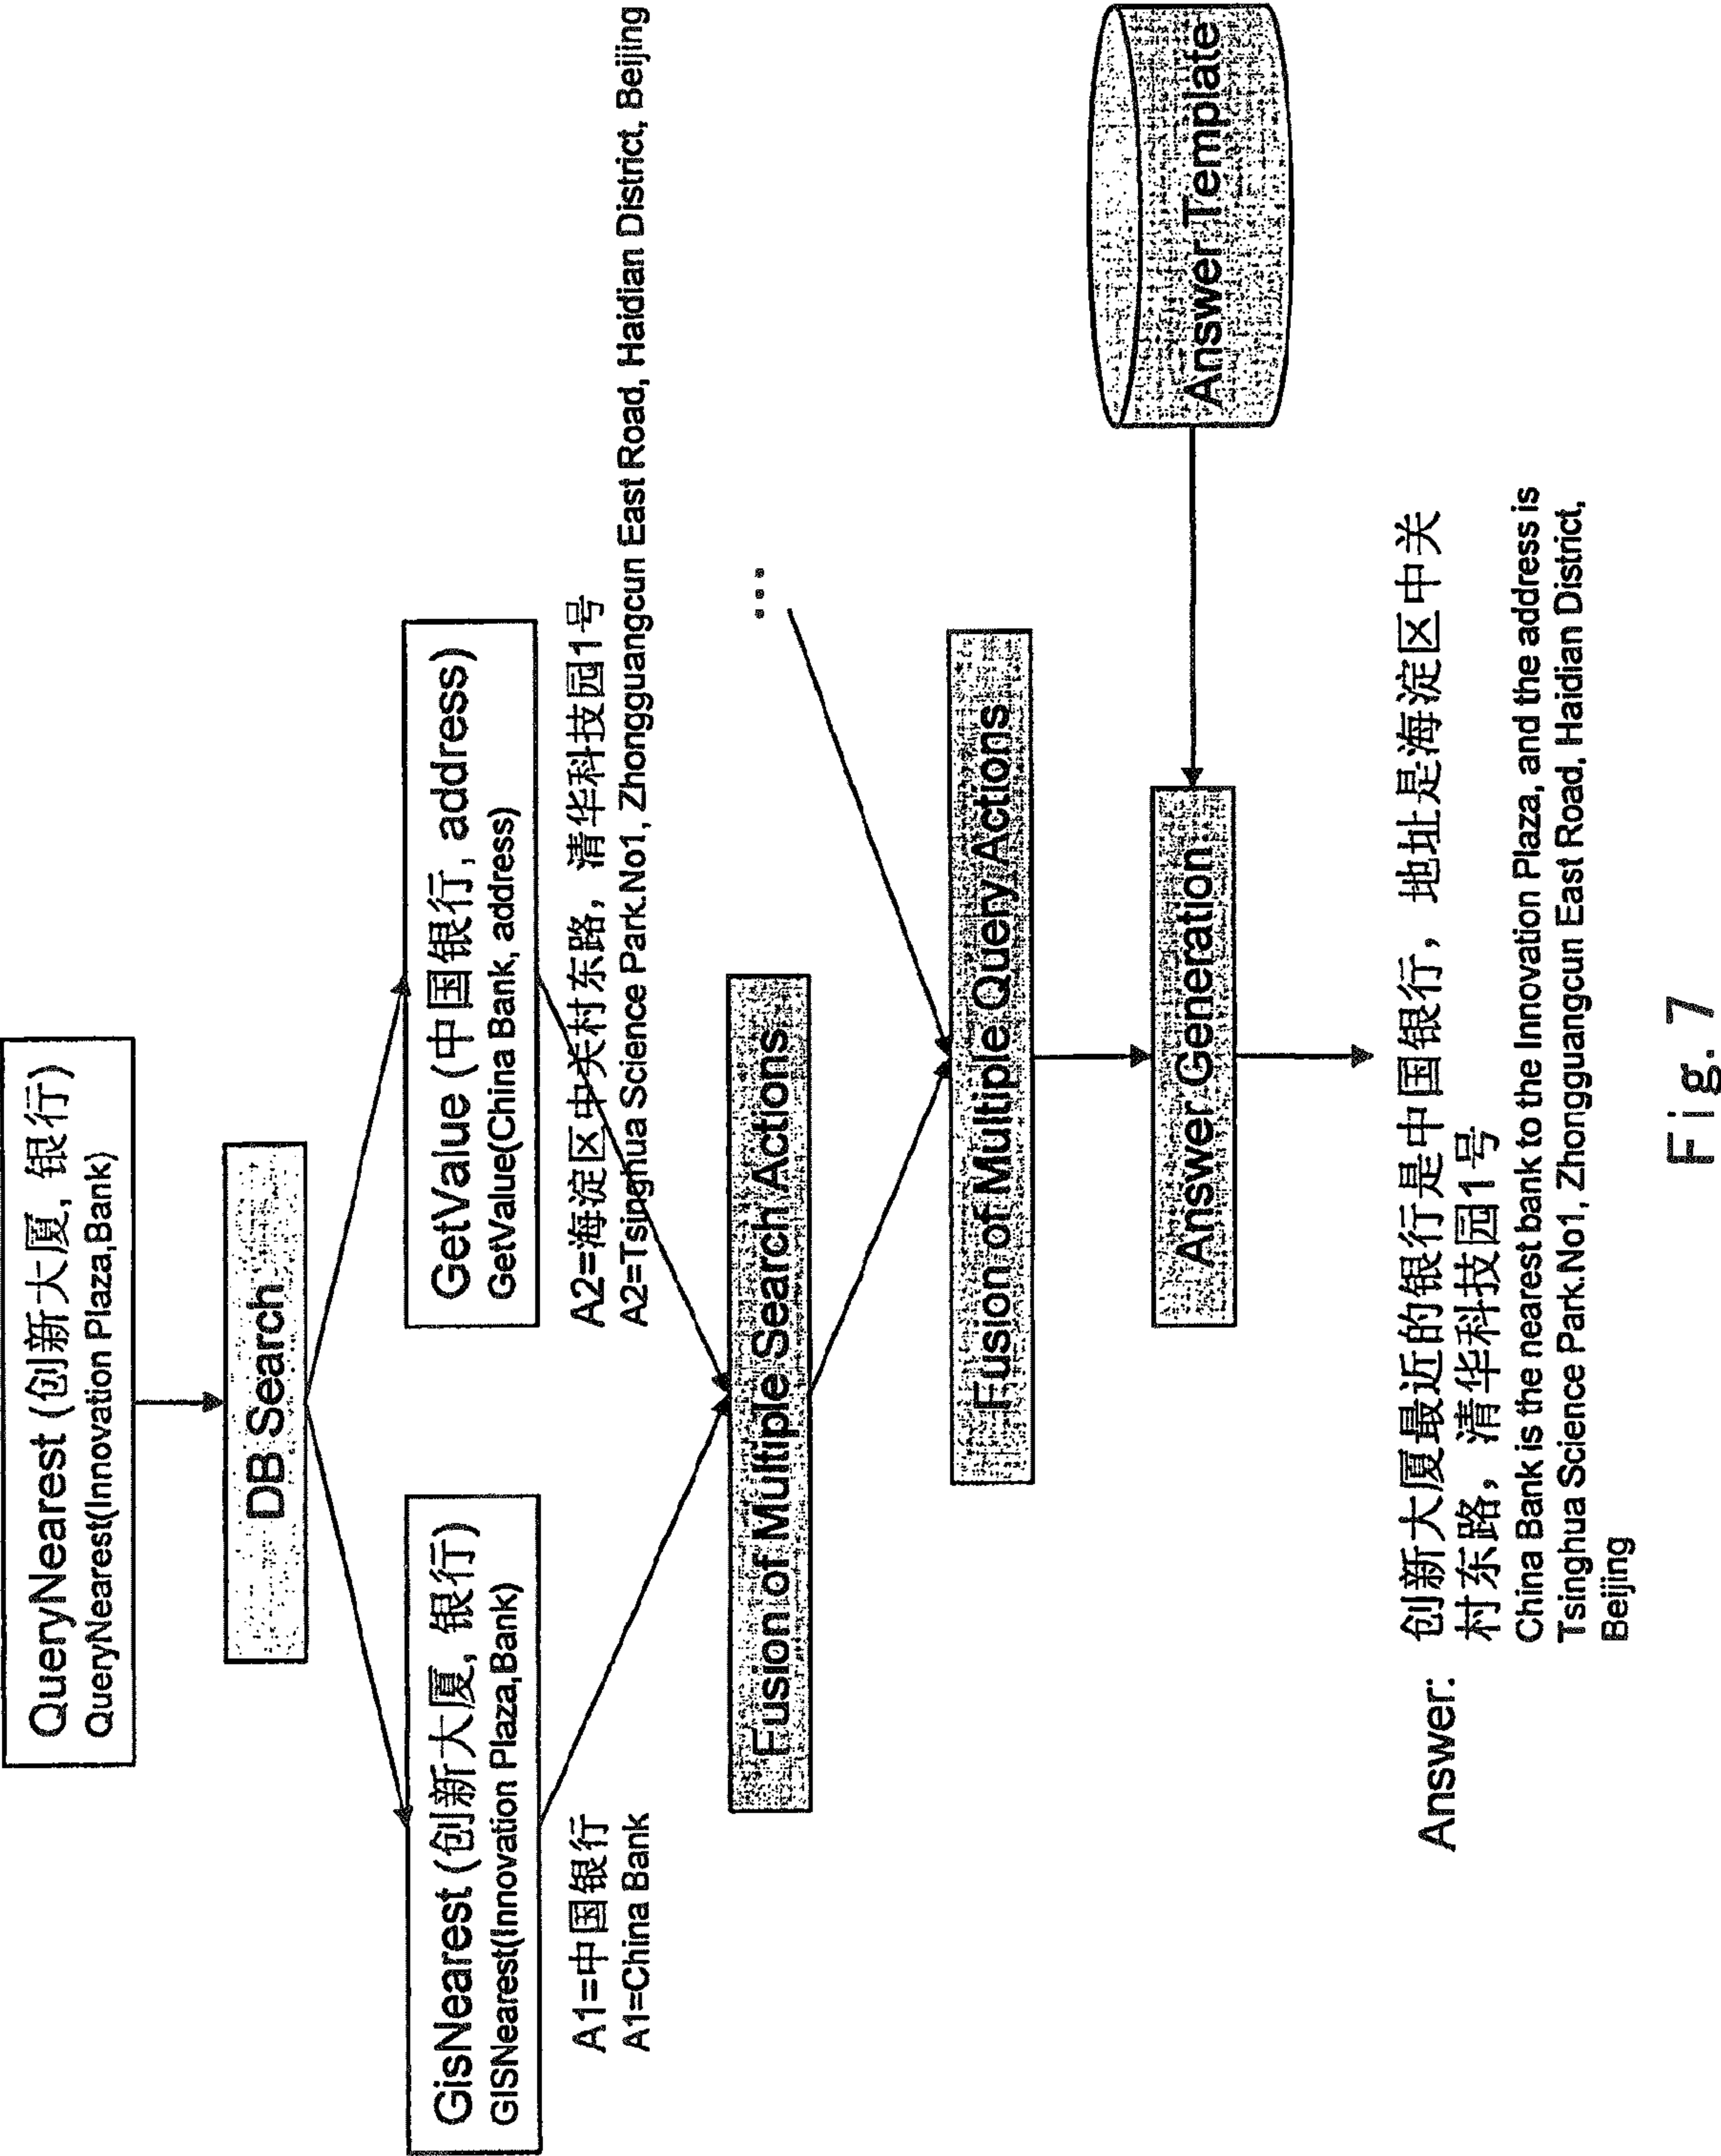 QueryNearest (创新大厦, 银行)
QueryNearest(Innovation Plaza,Bank)
DB Search
GisNearest (创新大厦, 银行)
GISNearest(Innovation Plaza,Bank)
GetValue (中国银行, address)
GetValue(China Bank, address)
A1=中国银行
A1=China Bank
A2=海淀区中关村东路，清华科技园1号
A2=Tsinghua Science Park.No1, Zhongguangcun East Road, Haidian District, Beijing
Fusion of Multiple Search Actions
...
Fusion of Multiple Query Actions
Answer Generation
Answer Template
Answer: 创新大厦最近的银行是中国银行，地址是海淀区中关
村东路，清华科技园1号
China Bank is the nearest bank to the Innovation Plaza, and the address is
Tsinghua Science Park.No1, Zhongguangcun East Road, Haidian District,
Beijing
Fig. 7